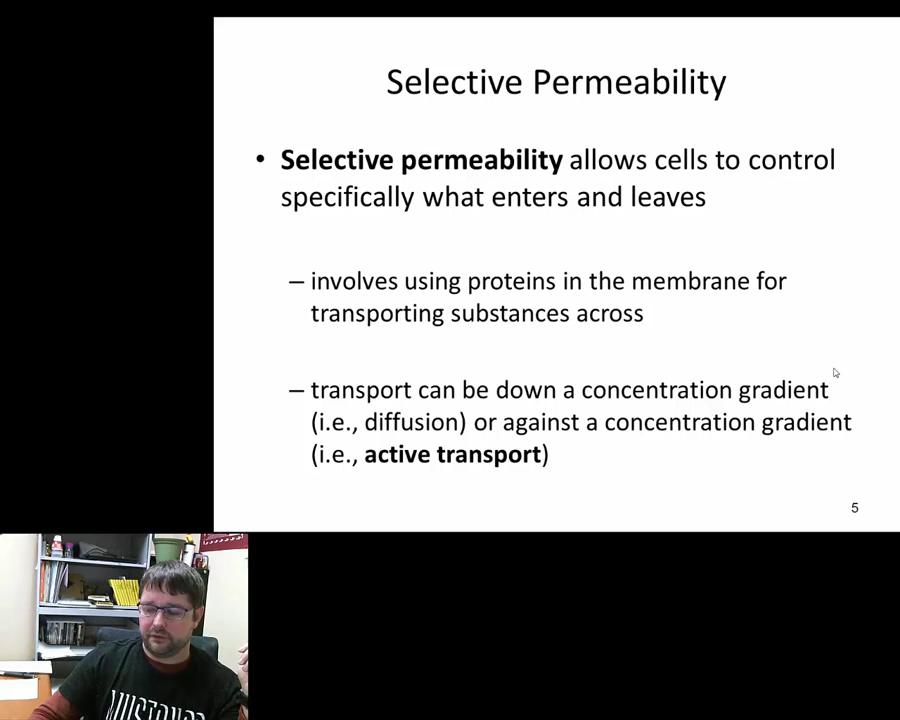 Selective Permeability
• Selective permeability allows cells to control
specifically what enters and leaves
– involves using proteins in the membrane for
transporting substances across
– transport can be down a concentration gradient
(i.e., diffusion) or against a concentration gradient
(i.e., active transport)
5